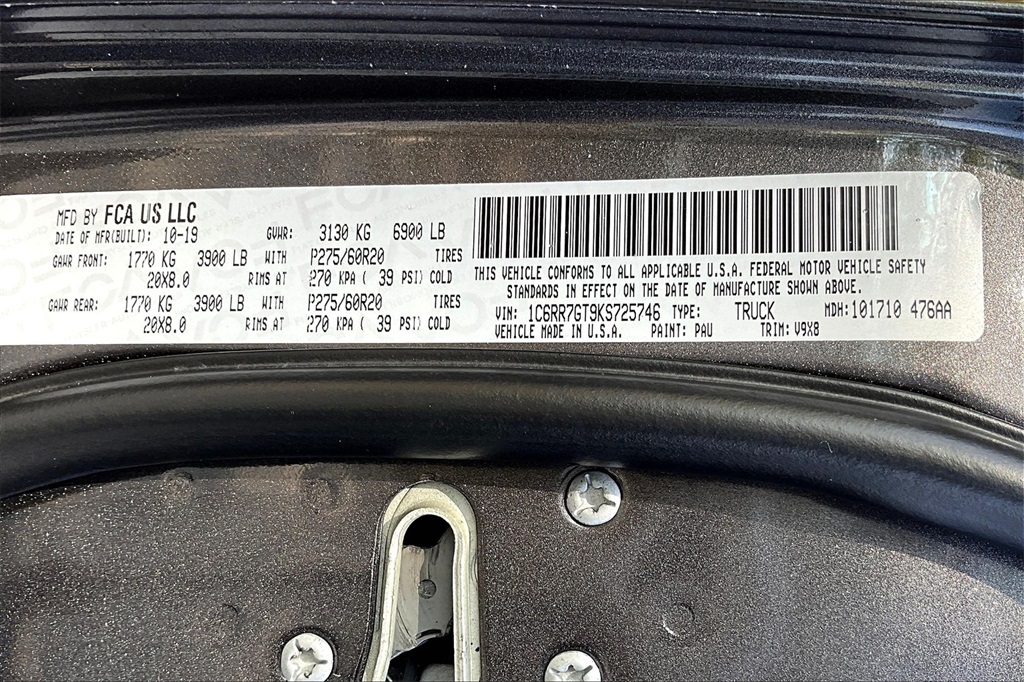 MFD BY FCA US LLC
DATE OF MFR(BUILT): 10-19 GVWR: 3130 KG 6900 LB
GAWR FRONT: 1770 KG 3900 LB WITH P275/60R20 TIRES
20X8.0 RIMS AT 270 KPA ( 39 PSI) COLD
GAWR REAR: 1770 KG 3900 LB WITH P275/60R20 TIRES
20X8.0 RIMS AT 270 KPA ( 39 PSI) COLD
THIS VEHICLE CONFORMS TO ALL APPLICABLE U.S.A. FEDERAL MOTOR VEHICLE SAFETY
STANDARDS IN EFFECT ON THE DATE OF MANUFACTURE SHOWN ABOVE.
VIN: 1C6RR7GT9KS725746 TYPE: TRUCK MDH: 101710 476AA
VEHICLE MADE IN U.S.A. PAINT: PAU TRIM: V9X8